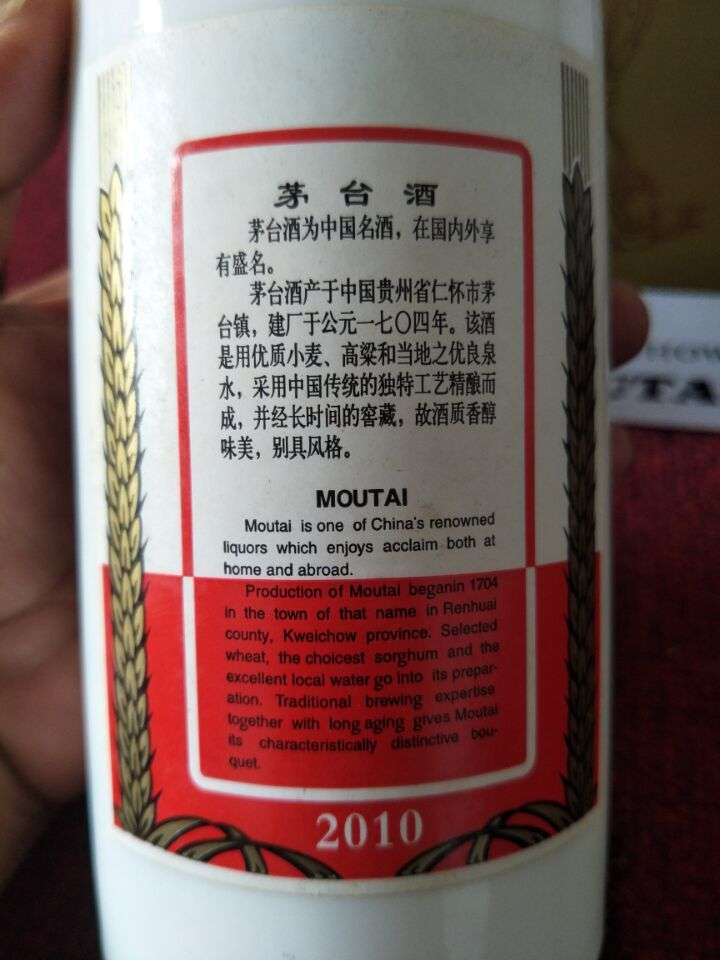 茅台酒
茅台酒为中国名酒，在国内外享
有盛名。
茅台酒产于中国贵州省仁怀市茅
台镇，建厂于公元一七〇四年。该酒
是用优质小麦、高粱和当地之优良泉
水，采用中国传统的独特工艺精酿而
成，并经长时间的窖藏，故酒质香醇
味美，别具风格。
MOUTAI
Moutai is one of China's renowned
liquors which enjoys acclaim both at
home and abroad.
Production of Moutai beganin 1704
in the town of that name in Renhuai
county, Kweichow province. Selected
wheat, the choicest sorghum and the
excellent local water go into its prepar-
ation. Traditional brewing expertise
together with long aging gives Moutai
its characteristically distinctive bou-
quet.
2010